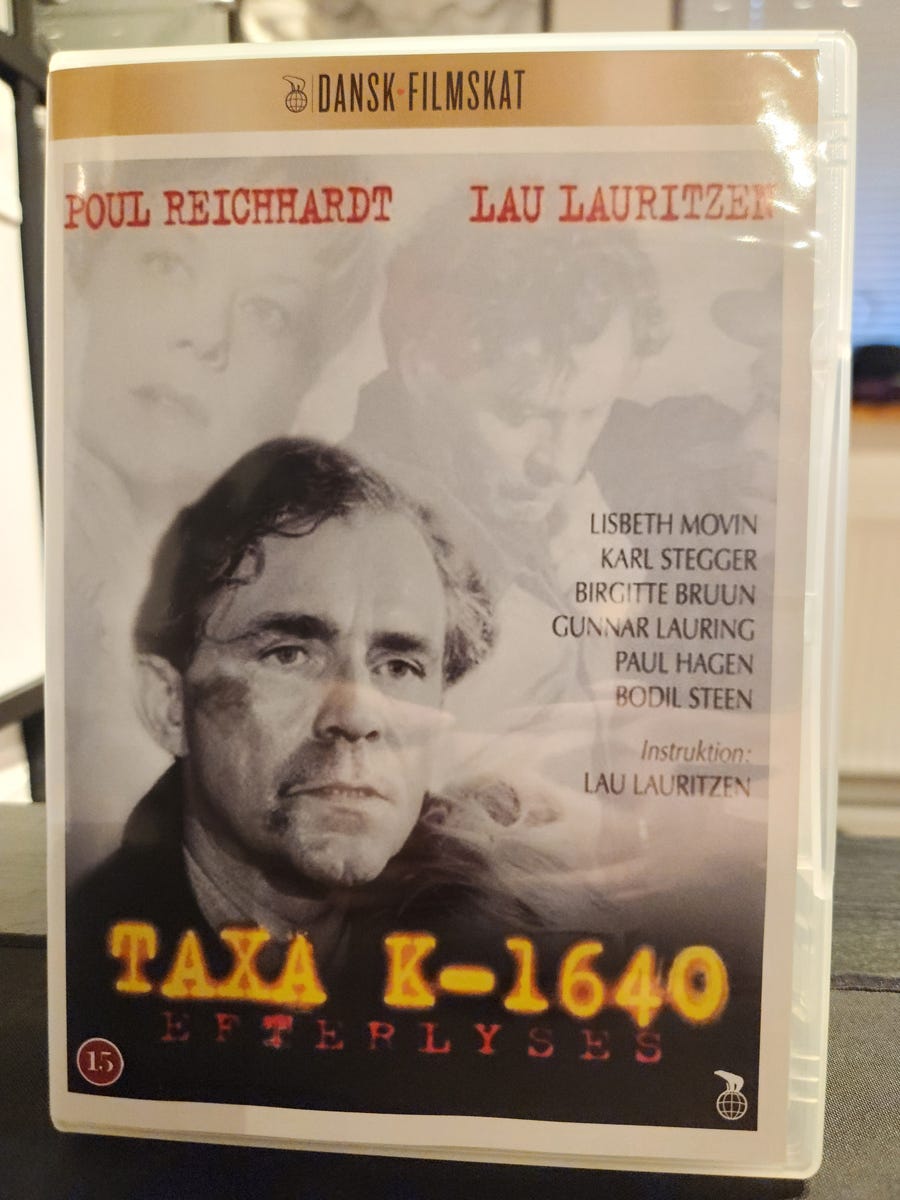 DANSK·FILMSKAT
POUL REICHHARDT
LAU LAURITZEN
LISBETH MOVIN
KARL STEGGER
BIRGITTE BRUUN
GUNNAR LAURING
PAUL HAGEN
BODIL STEEN
Instruktion:
LAU LAURITZEN
TAXA K-1640
EFTERLYSES
15